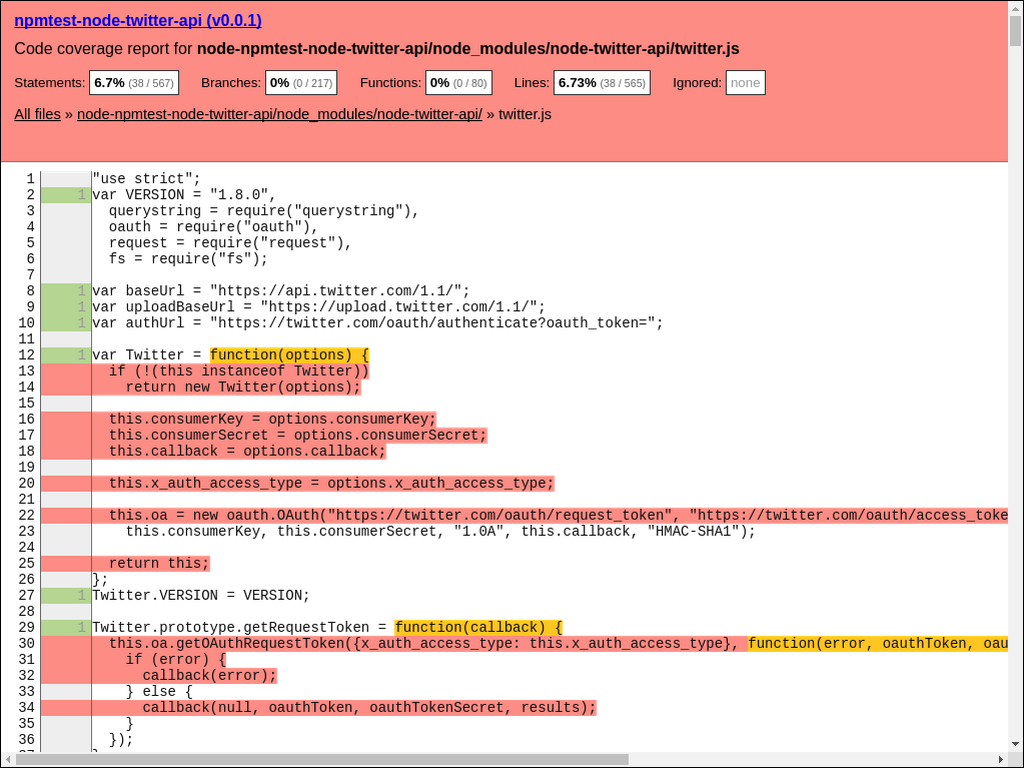 npmtest-node-twitter-api (v0.0.1)
Code coverage report for node-npmtest-node-twitter-api/node_modules/node-twitter-api/twitter.js
Statements: 6.7% (38 / 567) Branches: 0% (0 / 217) Functions: 0% (0 / 80) Lines: 6.73% (38 / 565) Ignored: none
All files » node-npmtest-node-twitter-api/node_modules/node-twitter-api/ » twitter.js
1 "use strict";
2 1 var VERSION = "1.8.0",
3 querystring = require("querystring"),
4 oauth = require("oauth"),
5 request = require("request"),
6 fs = require("fs");
7
8 1 var baseUrl = "https://api.twitter.com/1.1/";
9 1 var uploadBaseUrl = "https://upload.twitter.com/1.1/";
10 1 var authUrl = "https://twitter.com/oauth/authenticate?oauth_token=";
11
12 1 var Twitter = function(options) {
13 if (!(this instanceof Twitter))
14 return new Twitter(options);
15
16 this.consumerKey = options.consumerKey;
17 this.consumerSecret = options.consumerSecret;
18 this.callback = options.callback;
19
20 this.x_auth_access_type = options.x_auth_access_type;
21
22 this.oa = new oauth.OAuth("https://twitter.com/oauth/request_token", "https://twitter.com/oauth/access_toke
23 this.consumerKey, this.consumerSecret, "1.0A", this.callback, "HMAC-SHA1");
24
25 return this;
26 };
27 1 Twitter.VERSION = VERSION;
28
29 1 Twitter.prototype.getRequestToken = function(callback) {
30 this.oa.getOAuthRequestToken({x_auth_access_type: this.x_auth_access_type}, function(error, oauthToken, oau
31 if (error) {
32 callback(error);
33 } else {
34 callback(null, oauthToken, oauthTokenSecret, results);
35 }
36 });